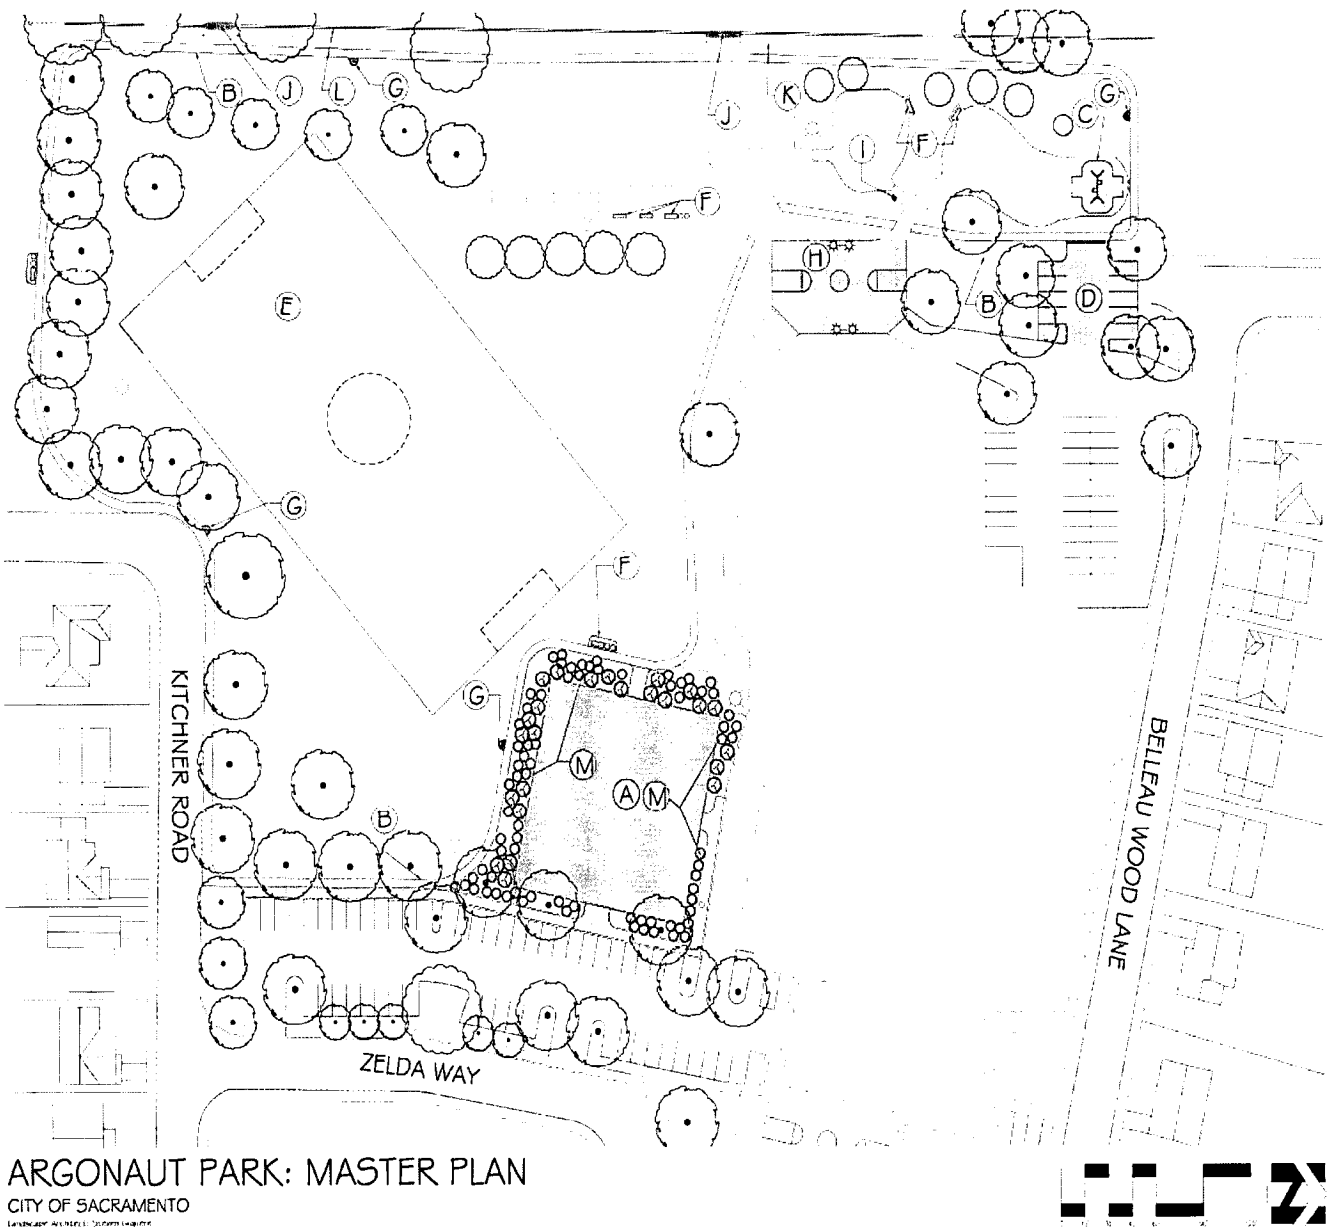 B J L G
J
K
C G
I F
F
H
B D
E
G
F
G
M
A M
B
KITCHNER ROAD
BELLEAU WOOD LANE
ZELDA WAY
ARGONAUT PARK: MASTER PLAN
CITY OF SACRAMENTO